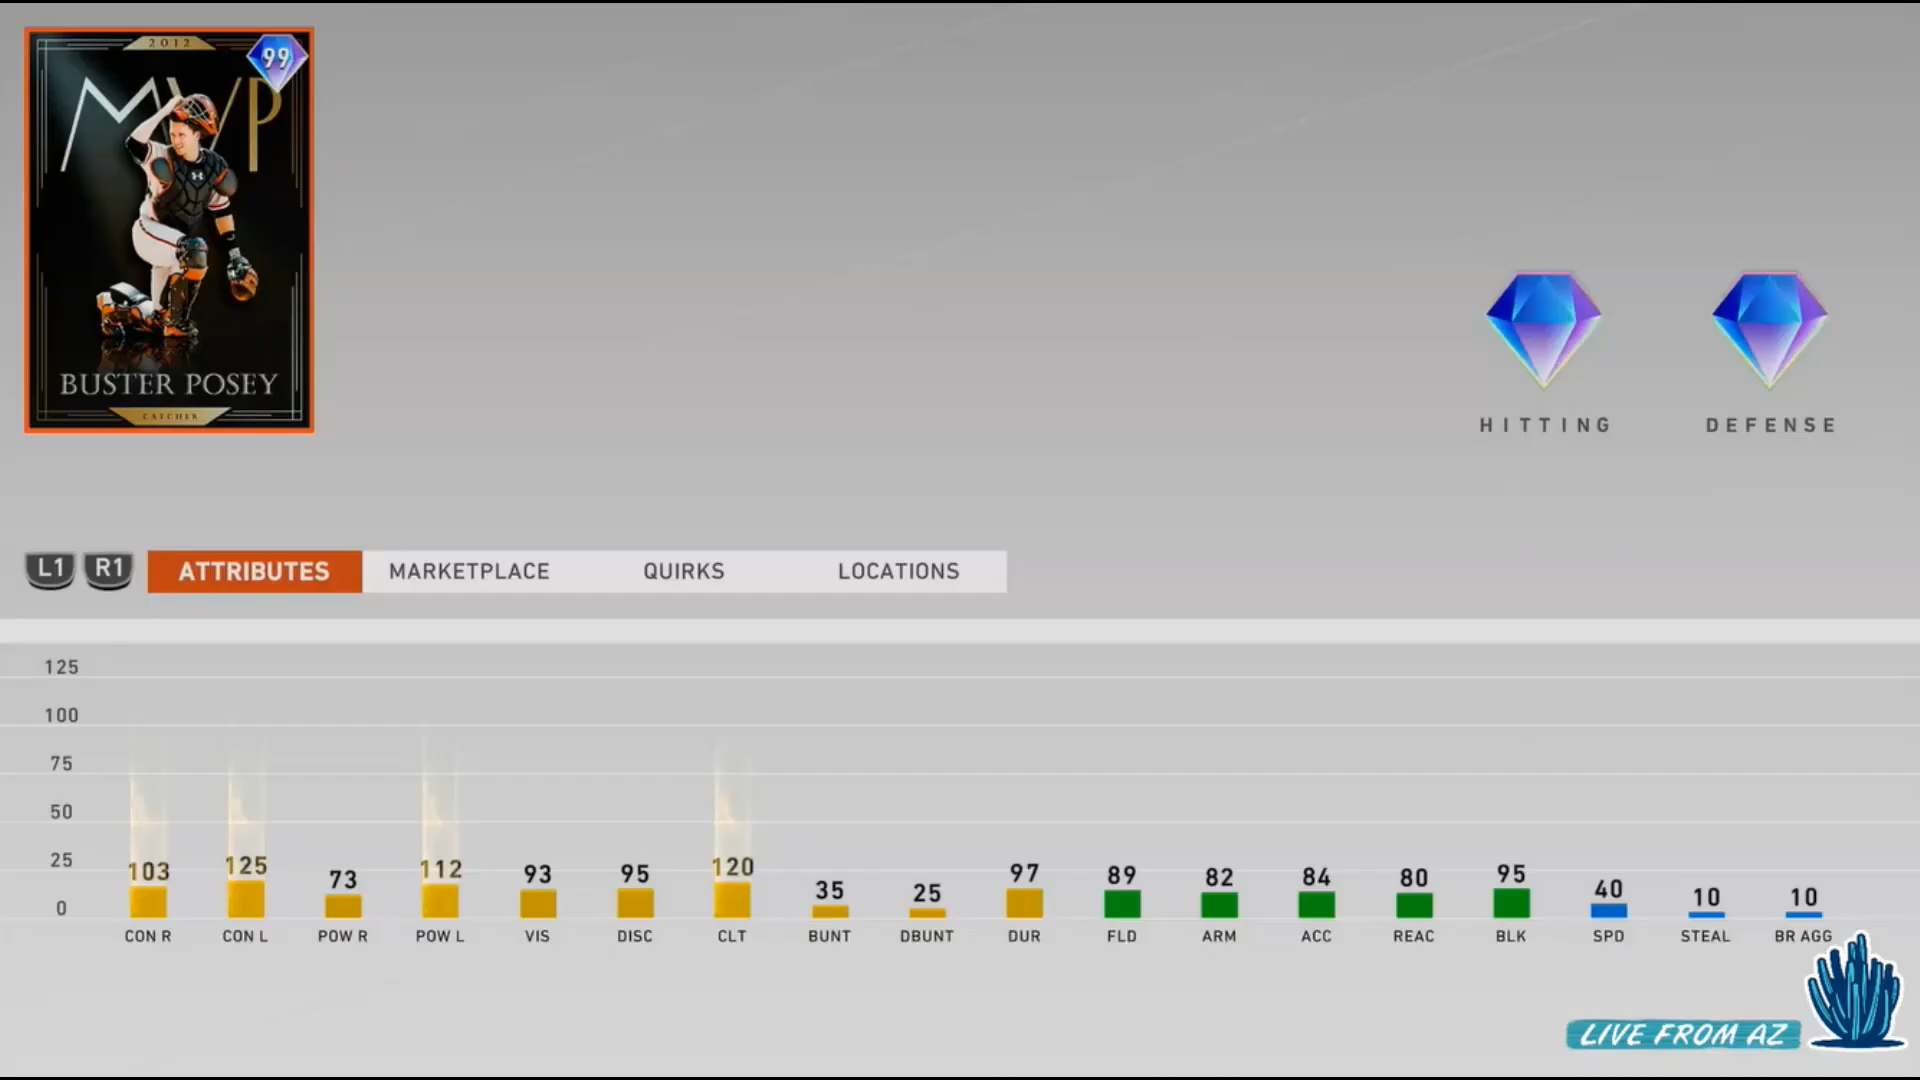 2012
99
MVP
BUSTER POSEY
CATCHER
HITTING DEFENSE
L1 R1 ATTRIBUTES MARKETPLACE QUIRKS LOCATIONS
125
100
75
50
25
0
103 125 73 112 93 95 120 35 25 97 89 82 84 80 95 40 10 10
CON R CON L POW R POW L VIS DISC CLT BUNT DBUNT DUR FLD ARM ACC REAC BLK SPD STEAL BR AGG
LIVE FROM AZ